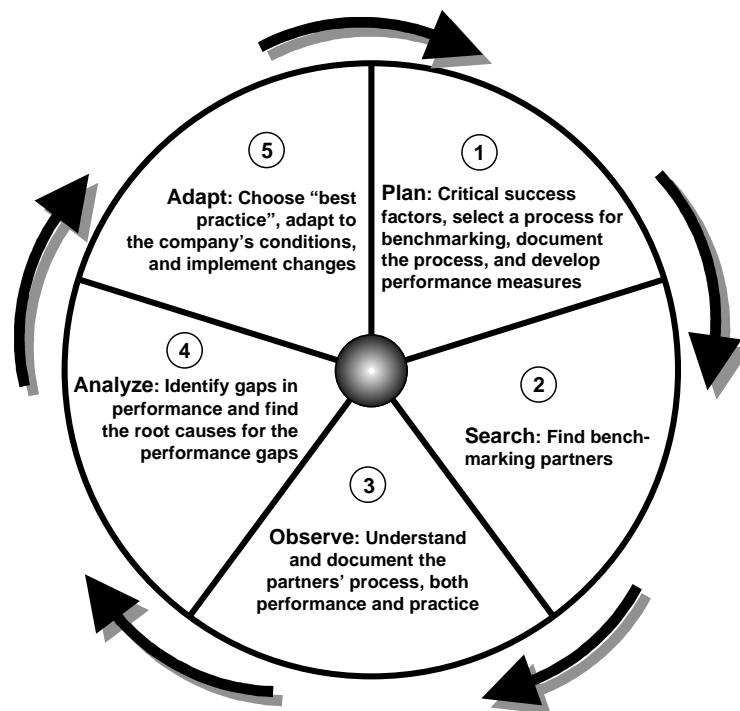 1
Plan: Critical success
factors, select a process for
benchmarking, document
the process, and develop
performance measures
2
Search: Find bench-
marking partners
3
Observe: Understand
and document the
partners’ process, both
performance and practice
4
Analyze: Identify gaps in
performance and find
the root causes for the
performance gaps
5
Adapt: Choose “best
practice”, adapt to
the company’s conditions,
and implement changes